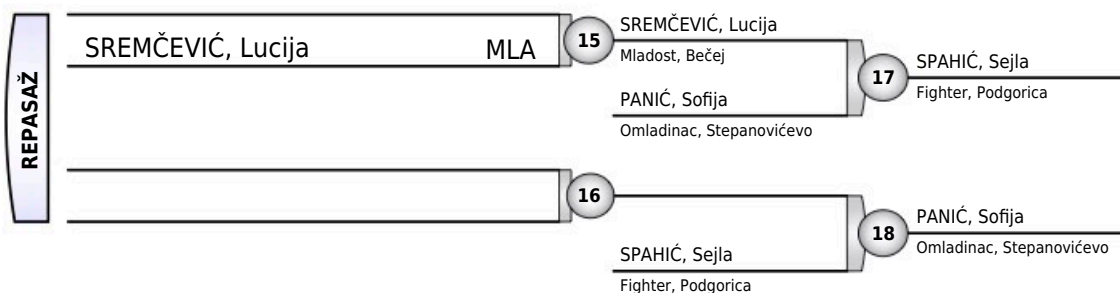 REPASAŽ
SREMČEVIĆ, Lucija MLA
15
SREMČEVIĆ, Lucija
Mladost, Bečej
PANIĆ, Sofija
Omladinac, Stepanovićevo
17
SPAHIĆ, Sejla
Fighter, Podgorica
16
SPAHIĆ, Sejla
Fighter, Podgorica
18
PANIĆ, Sofija
Omladinac, Stepanovićevo